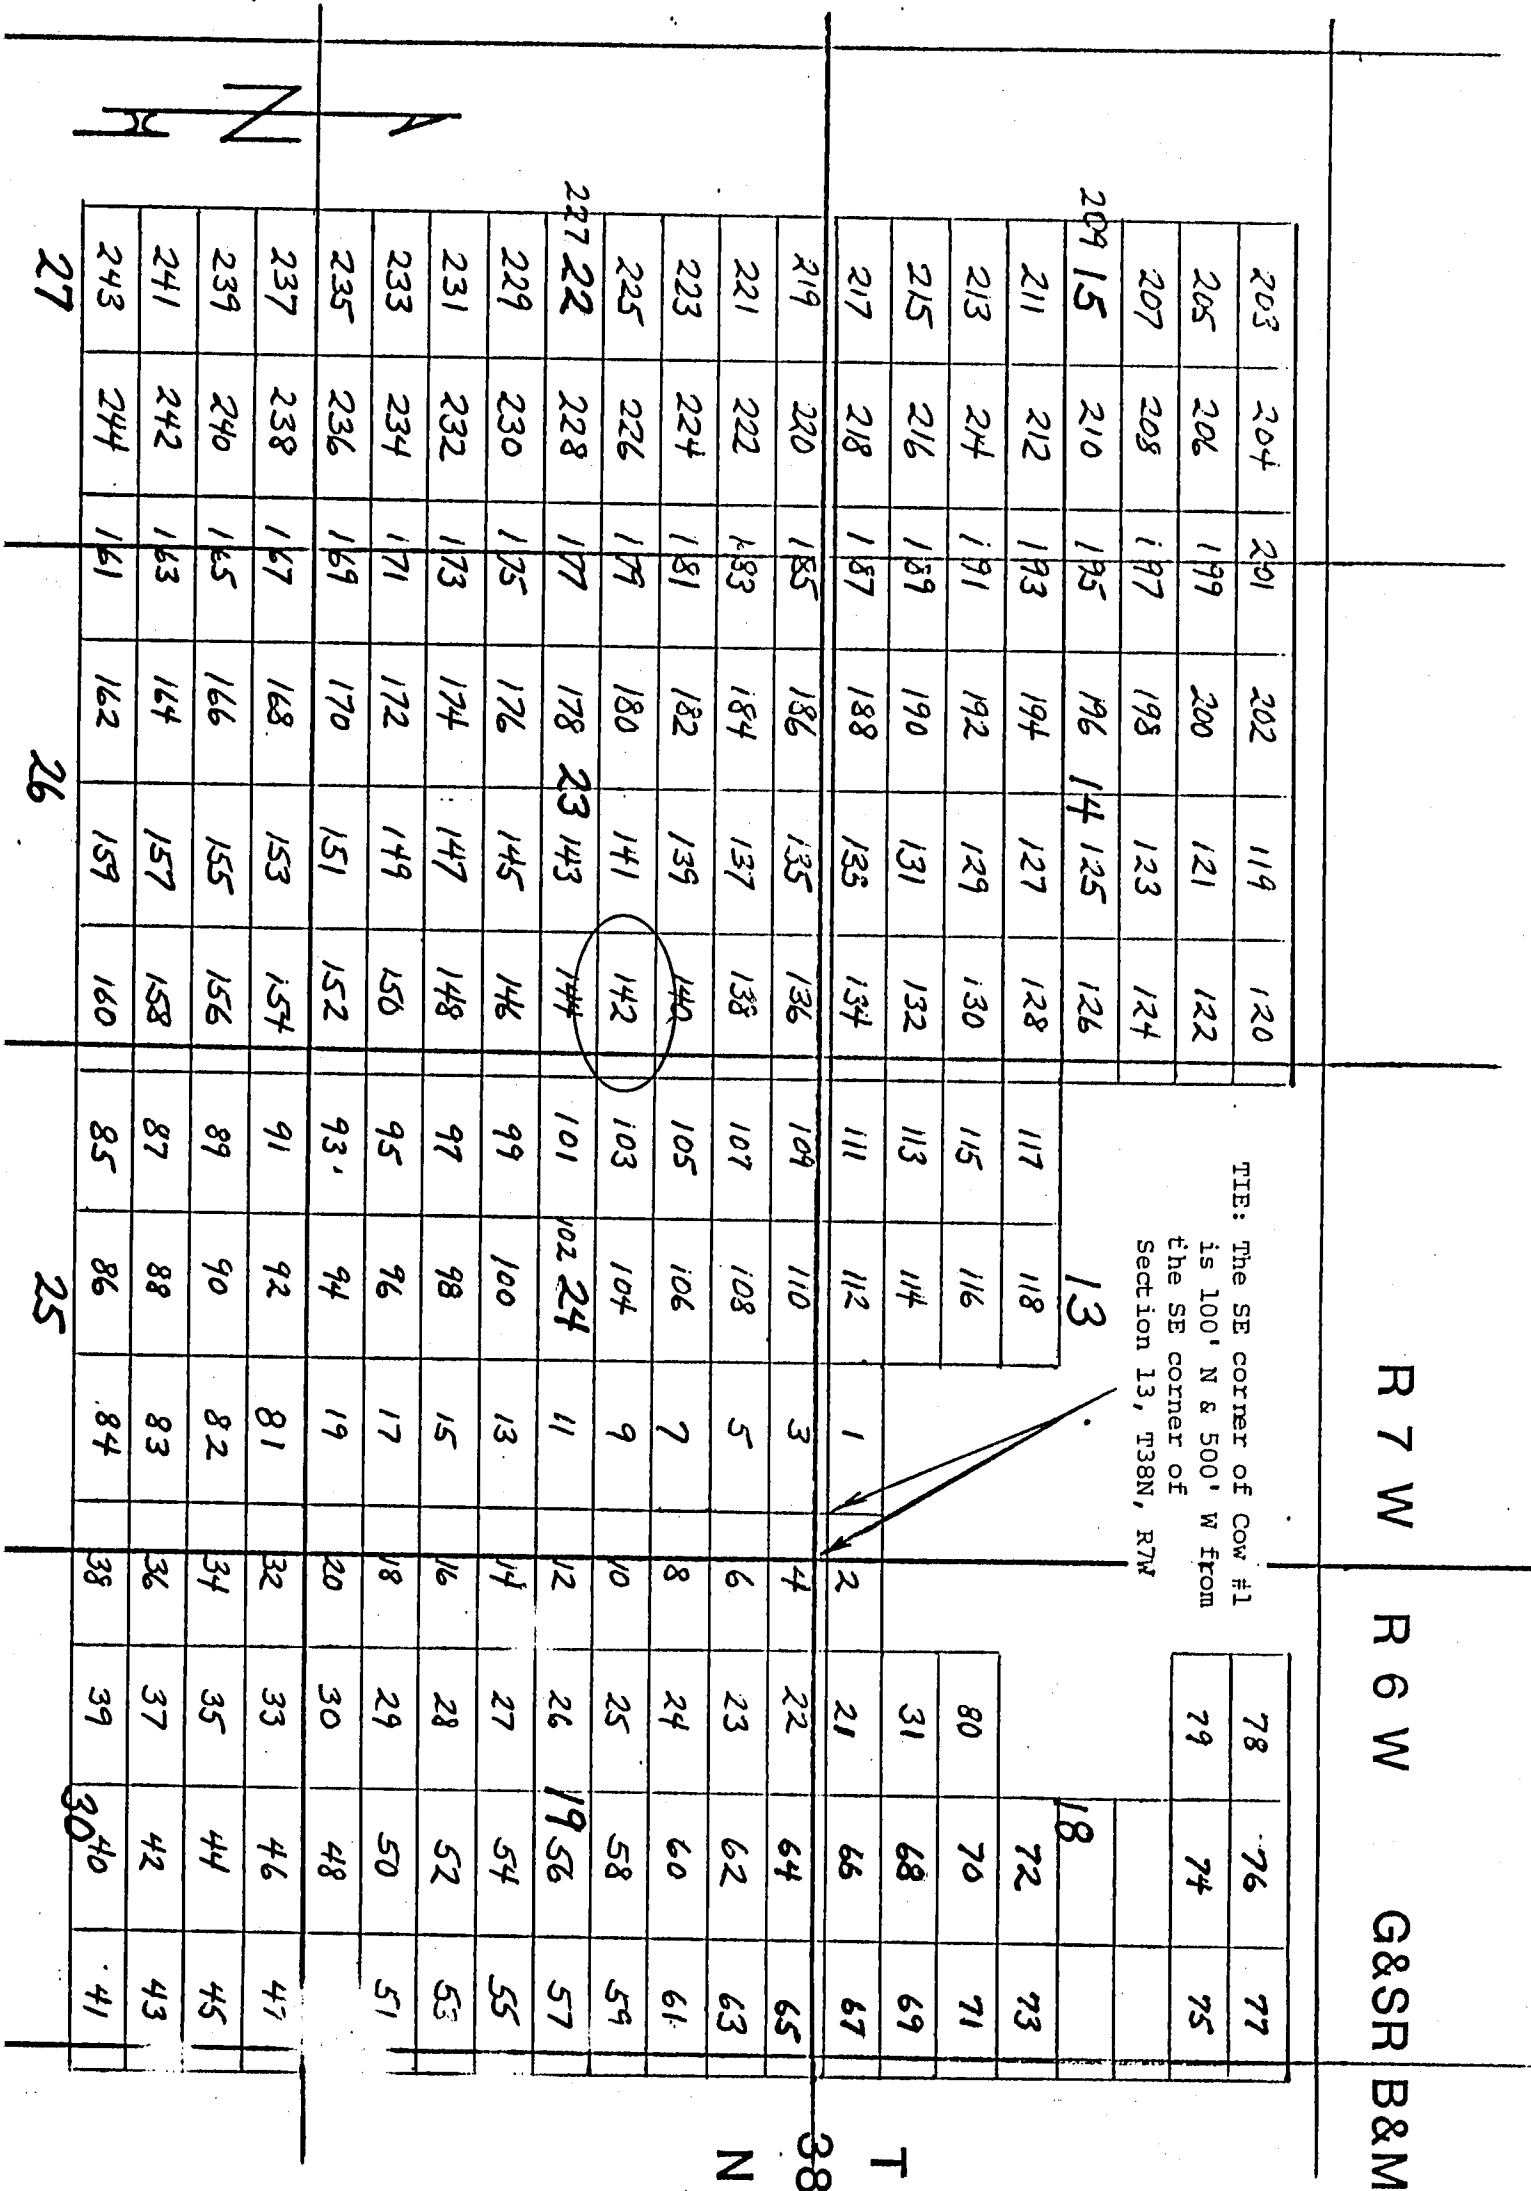 R 7 W R 6 W G&SR B&M
TIE: The SE corner of Cow #1
is 100' N & 500' W from
the SE corner of
Section 13, T38N, R7W
203 204 201 202 119 120 78 76 77
205 206 199 200 121 122 79 74 75
207 208 197 198 123 124
209 15 210 195 196 14 125 126 13 18
211 212 193 194 127 128 117 118 72 73
213 214 191 192 129 130 115 116 80 70 71
215 216 189 190 131 132 113 114 31 68 69
217 218 187 188 133 134 111 112 1 2 21 66 67
T
38
N
219 220 185 186 135 136 109 110 3 4 22 64 65
221 222 183 184 137 138 107 108 5 6 23 62 63
223 224 181 182 139 140 105 106 7 8 24 60 61
225 226 179 180 141 142 103 104 9 10 25 58 59
227 22 228 177 178 23 143 144 101 102 24 11 12 26 19 56 57
229 230 175 176 145 146 99 100 13 14 27 54 55
231 232 173 174 147 148 97 98 15 16 28 52 53
233 234 171 172 149 150 95 96 17 18 29 50 51
235 236 169 170 151 152 93 94 19 20 30 48
237 238 167 168 153 154 91 92 81 32 33 46 47
239 240 165 166 155 156 89 90 82 34 35 44 45
241 242 163 164 157 158 87 88 83 36 37 42 43
243 244 161 162 159 160 85 86 84 38 39 30 40 41
27 26 25
N